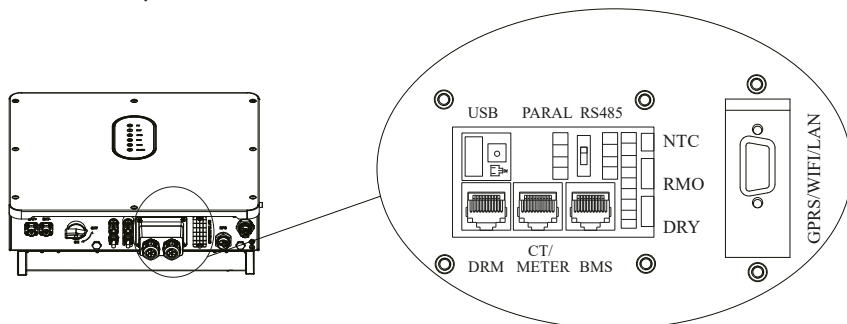 USB PARAL RS485
NTC
RMO
DRY
DRM CT/METER BMS
GPRS/WIFI/LAN